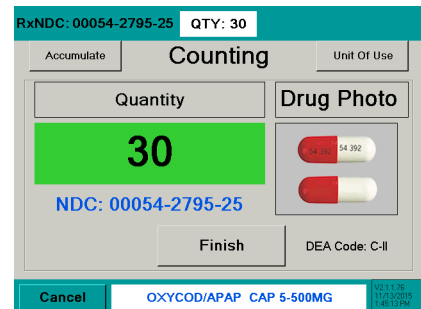 RxNDC: 00054-2795-25 QTY: 30
Accumulate Counting Unit Of Use
Quantity Drug Photo
30
54 392 54 392
NDC: 00054-2795-25
Finish DEA Code: C-II
Cancel OXYCOD/APAP CAP 5-500MG
V2.1.1.76
11/13/2015
1:45:13 PM